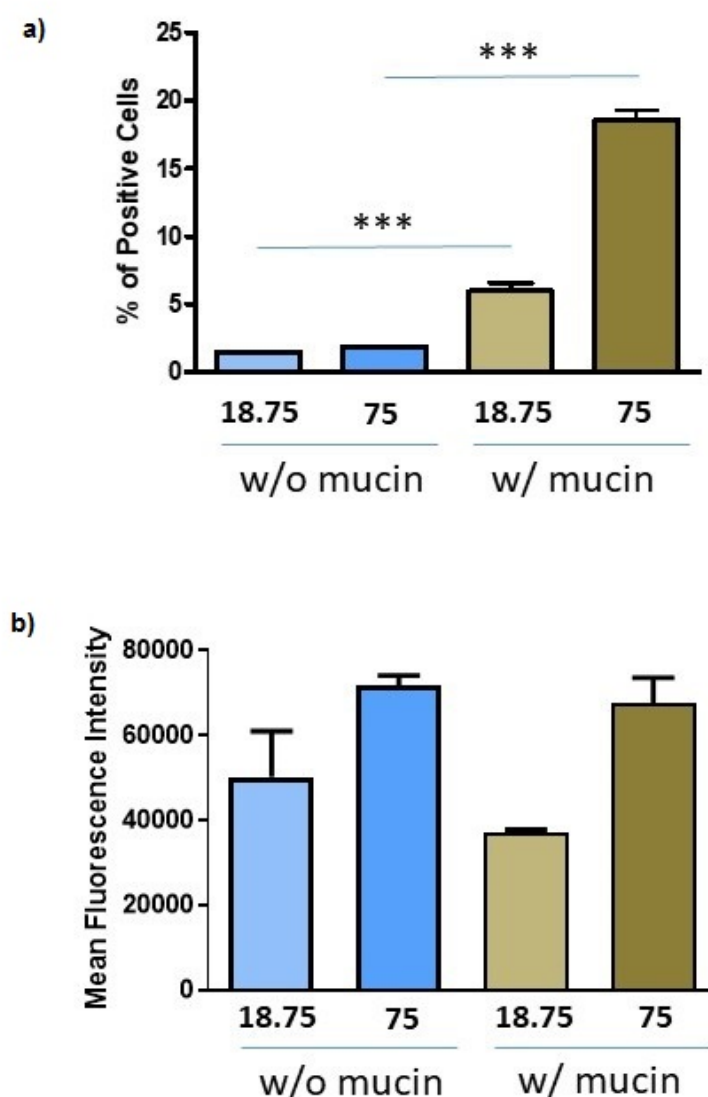 a)
% of Positive Cells
25
20
15
10
5
0
***
***
18.75 75 18.75 75
w/o mucin w/ mucin
b)
Mean Fluorescence Intensity
80000
60000
40000
20000
0
18.75 75 18.75 75
w/o mucin w/ mucin